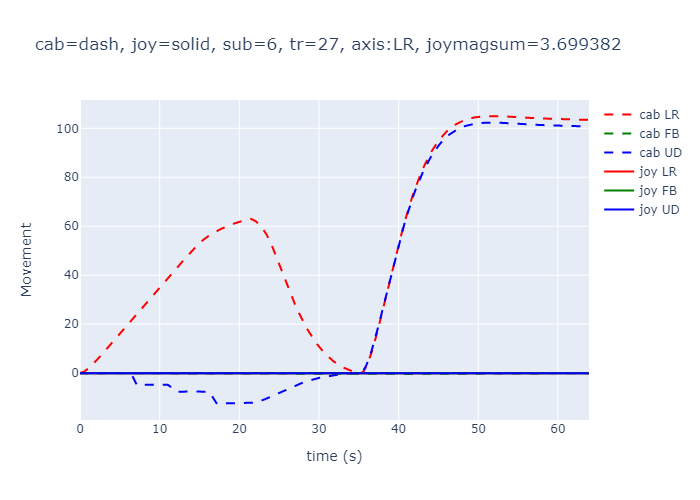 cab=dash, joy=solid, sub=6, tr=27, axis:LR, joymagsum=3.699382
cab LR
cab FB
cab UD
joy LR
joy FB
joy UD
Movement
100
80
60
40
20
0
0 10 20 30 40 50 60
time (s)